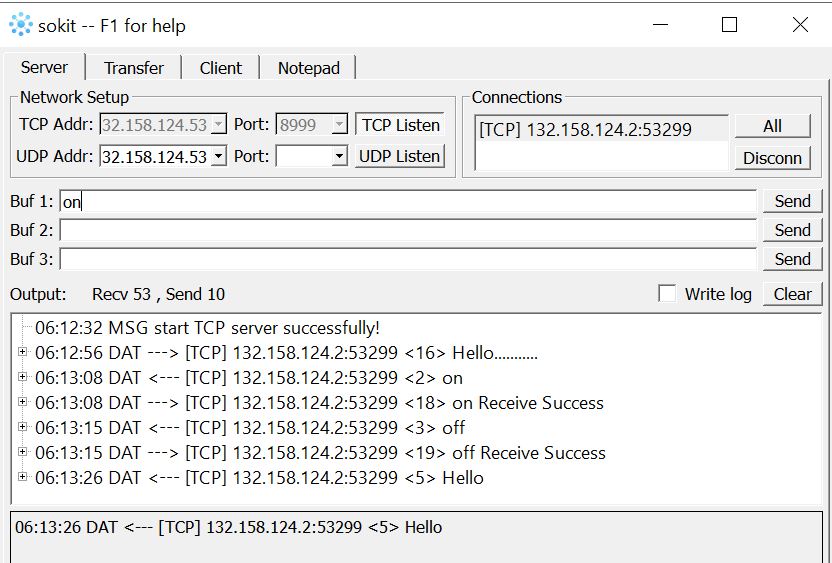 sokit -- F1 for help
Server Transfer Client Notepad
Network Setup
TCP Addr: 32.158.124.53 Port: 8999 TCP Listen
UDP Addr: 32.158.124.53 Port: UDP Listen
Connections
[TCP] 132.158.124.2:53299
All
Disconn
Buf 1: on Send
Buf 2: Send
Buf 3: Send
Output: Recv 53 , Send 10 Write log Clear
06:12:32 MSG start TCP server successfully!
06:12:56 DAT ---> [TCP] 132.158.124.2:53299 <16> Hello...........
06:13:08 DAT <--- [TCP] 132.158.124.2:53299 <2> on
06:13:08 DAT ---> [TCP] 132.158.124.2:53299 <18> on Receive Success
06:13:15 DAT <--- [TCP] 132.158.124.2:53299 <3> off
06:13:15 DAT ---> [TCP] 132.158.124.2:53299 <19> off Receive Success
06:13:26 DAT <--- [TCP] 132.158.124.2:53299 <5> Hello
06:13:26 DAT <--- [TCP] 132.158.124.2:53299 <5> Hello